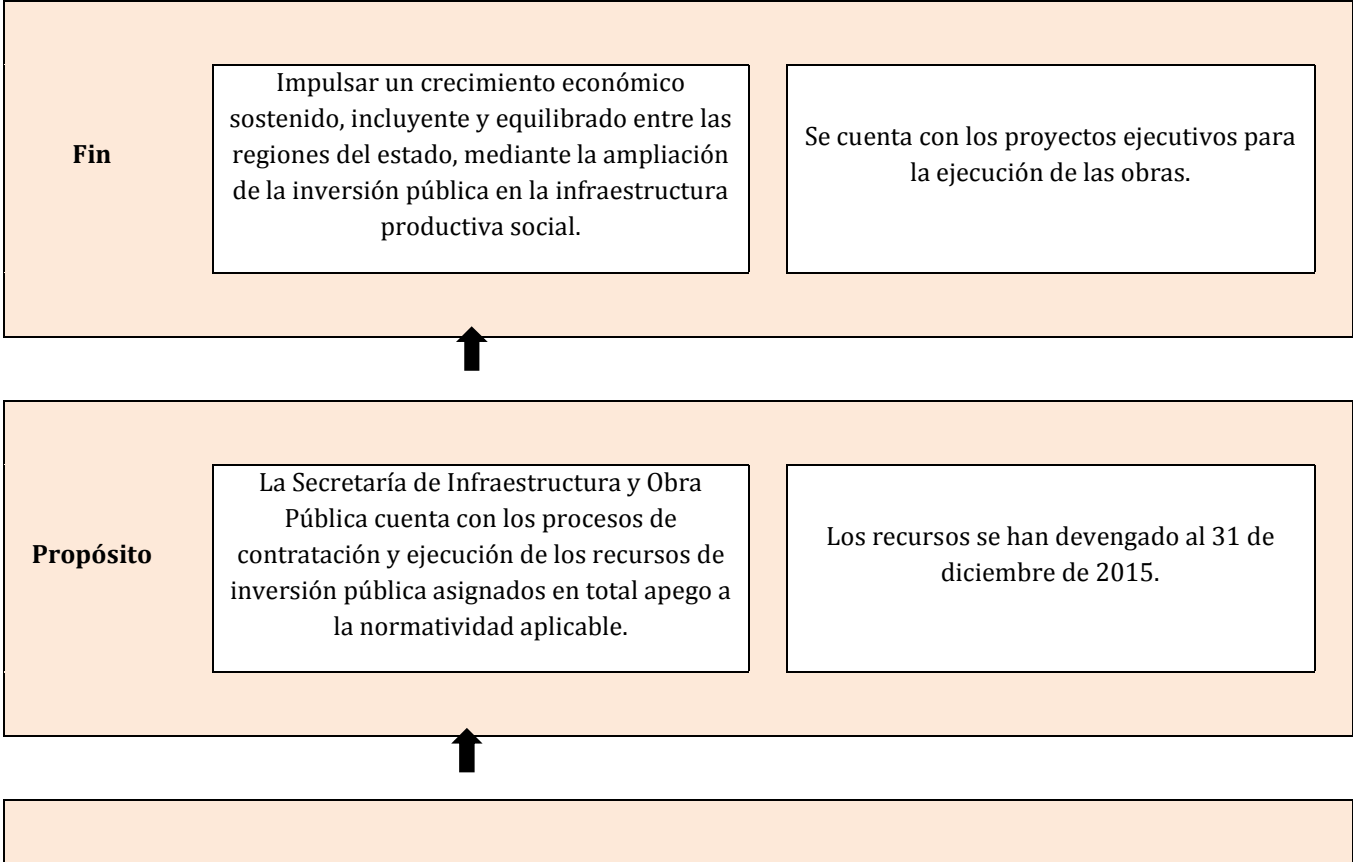 Fin
Impulsar un crecimiento económico
sostenido, incluyente y equilibrado entre las
regiones del estado, mediante la ampliación
de la inversión pública en la infraestructura
productiva social.
Se cuenta con los proyectos ejecutivos para
la ejecución de las obras.
Propósito
La Secretaría de Infraestructura y Obra
Pública cuenta con los procesos de
contratación y ejecución de los recursos de
inversión pública asignados en total apego a
la normatividad aplicable.
Los recursos se han devengado al 31 de
diciembre de 2015.